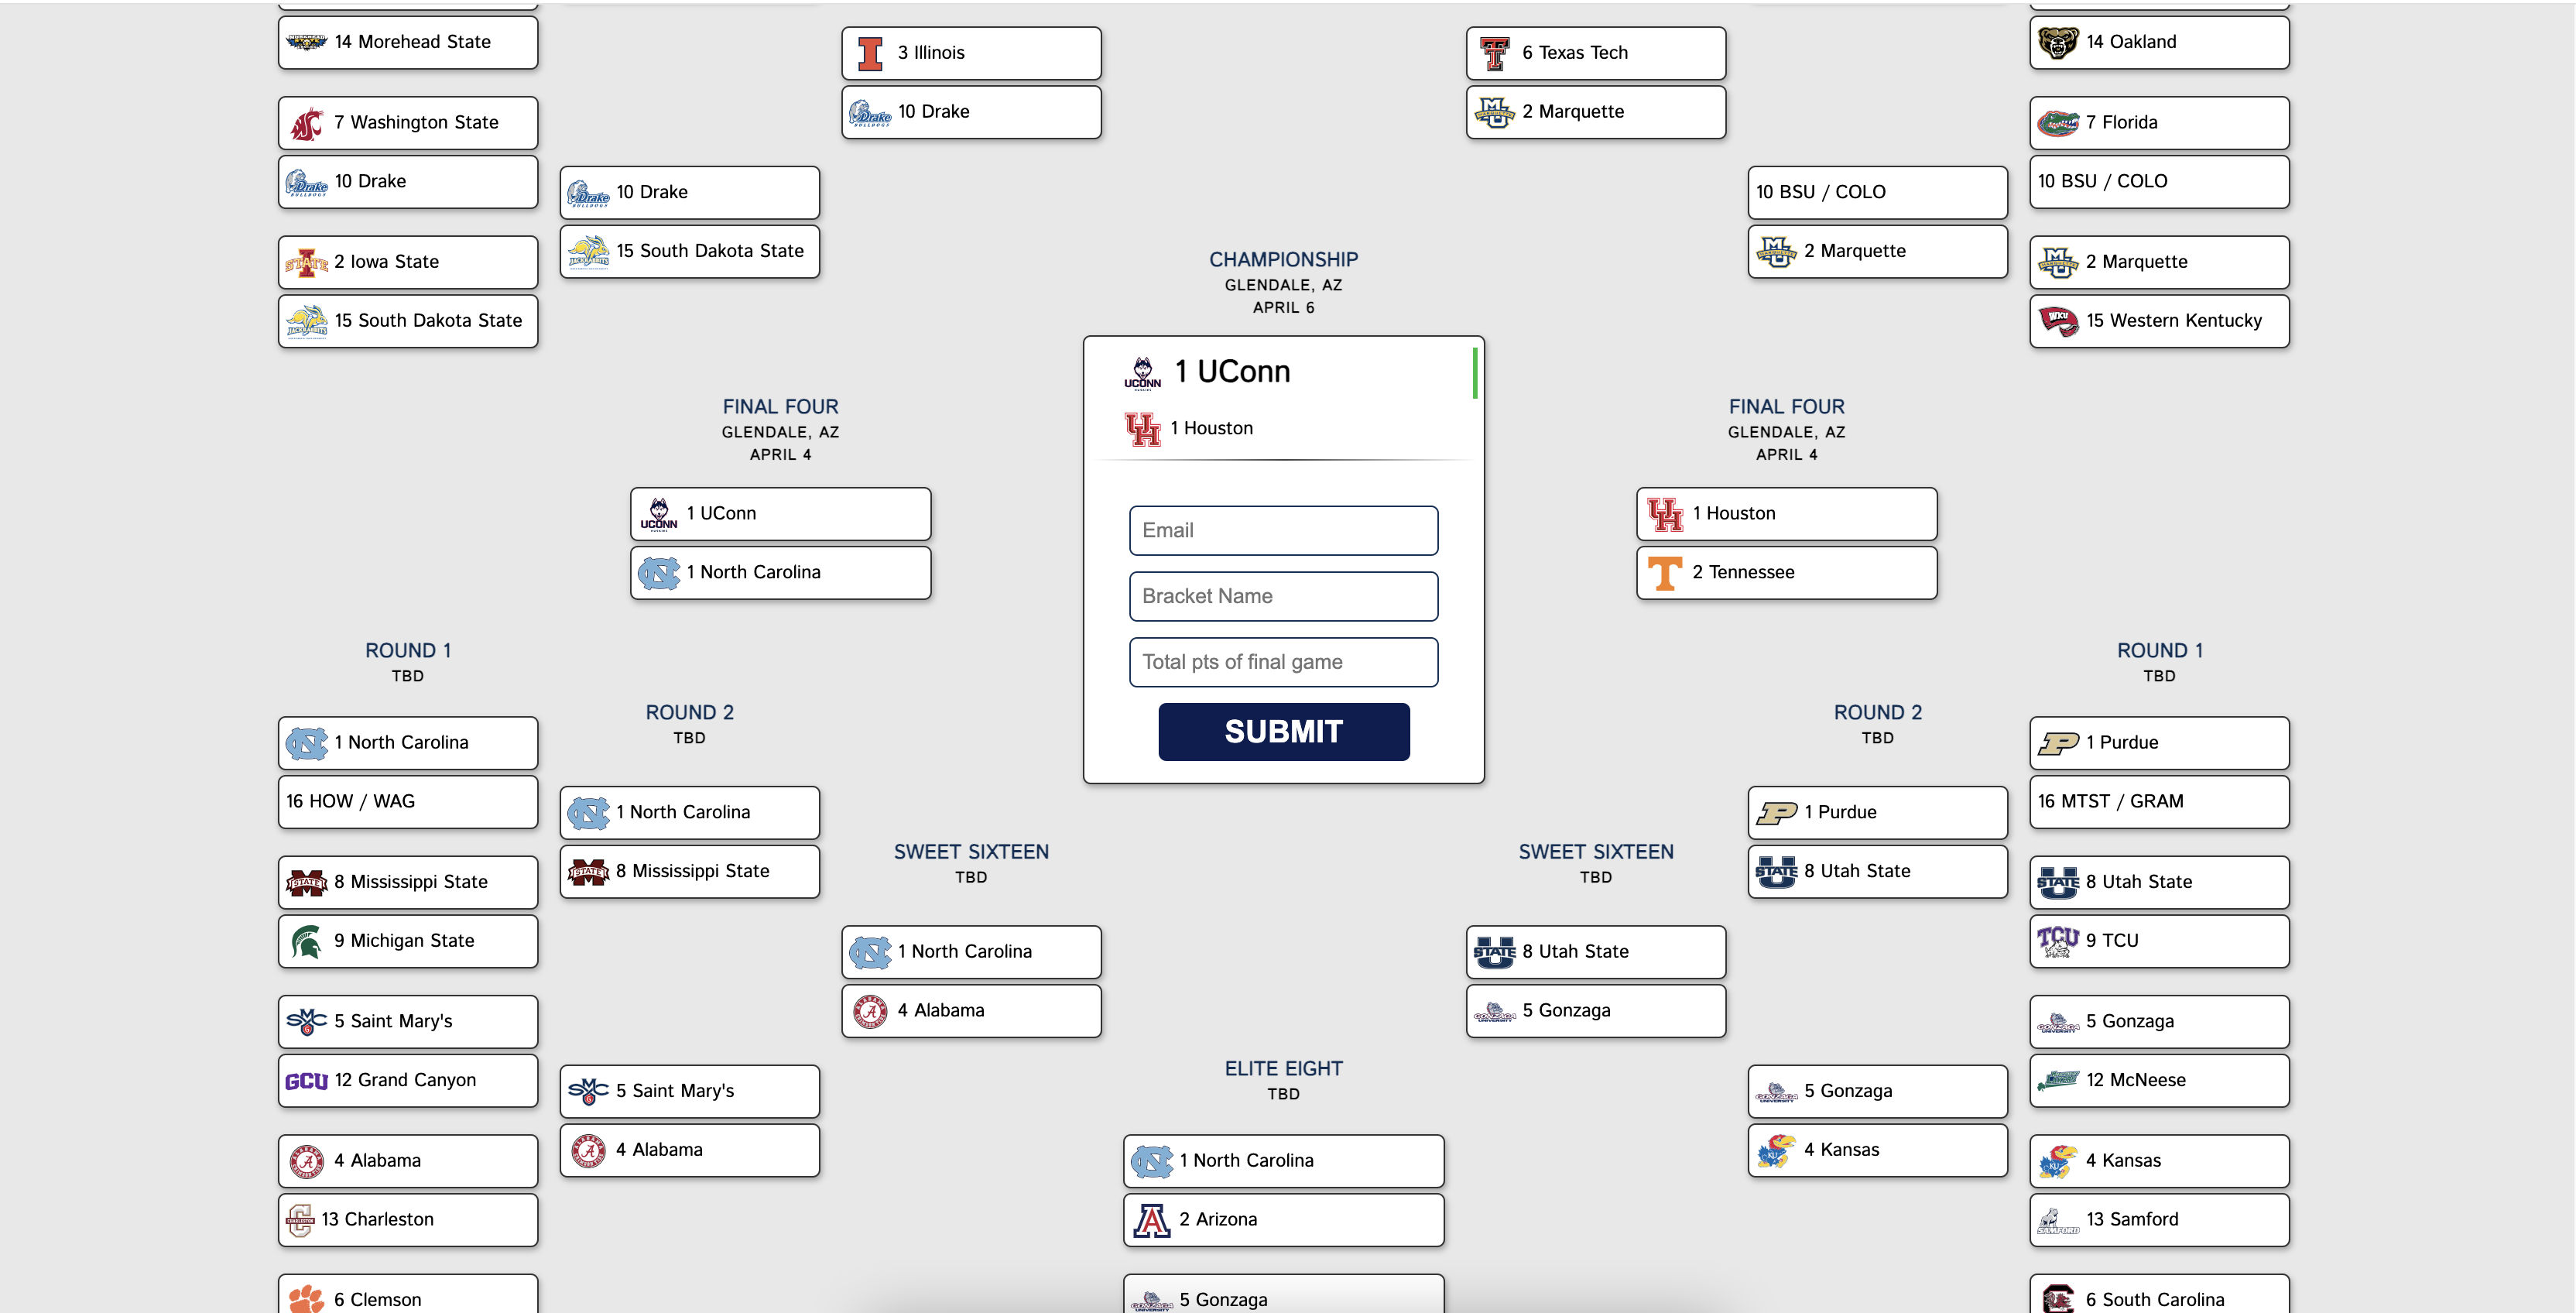 14 Morehead State
7 Washington State
10 Drake
2 Iowa State
15 South Dakota State
10 Drake
15 South Dakota State
3 Illinois
10 Drake
6 Texas Tech
2 Marquette
10 BSU / COLO
2 Marquette
14 Oakland
7 Florida
10 BSU / COLO
2 Marquette
15 Western Kentucky
CHAMPIONSHIP
GLENDALE, AZ
APRIL 6
1 UConn
1 Houston
Email
Bracket Name
Total pts of final game
SUBMIT
FINAL FOUR
GLENDALE, AZ
APRIL 4
1 UConn
1 North Carolina
FINAL FOUR
GLENDALE, AZ
APRIL 4
1 Houston
2 Tennessee
ROUND 1
TBD
1 North Carolina
16 HOW / WAG
8 Mississippi State
9 Michigan State
5 Saint Mary's
12 Grand Canyon
4 Alabama
13 Charleston
6 Clemson
ROUND 2
TBD
1 North Carolina
8 Mississippi State
5 Saint Mary's
4 Alabama
SWEET SIXTEEN
TBD
1 North Carolina
4 Alabama
ELITE EIGHT
TBD
1 North Carolina
2 Arizona
5 Gonzaga
SWEET SIXTEEN
TBD
8 Utah State
5 Gonzaga
ROUND 2
TBD
1 Purdue
8 Utah State
5 Gonzaga
4 Kansas
ROUND 1
TBD
1 Purdue
16 MTST / GRAM
8 Utah State
9 TCU
5 Gonzaga
12 McNeese
4 Kansas
13 Samford
6 South Carolina